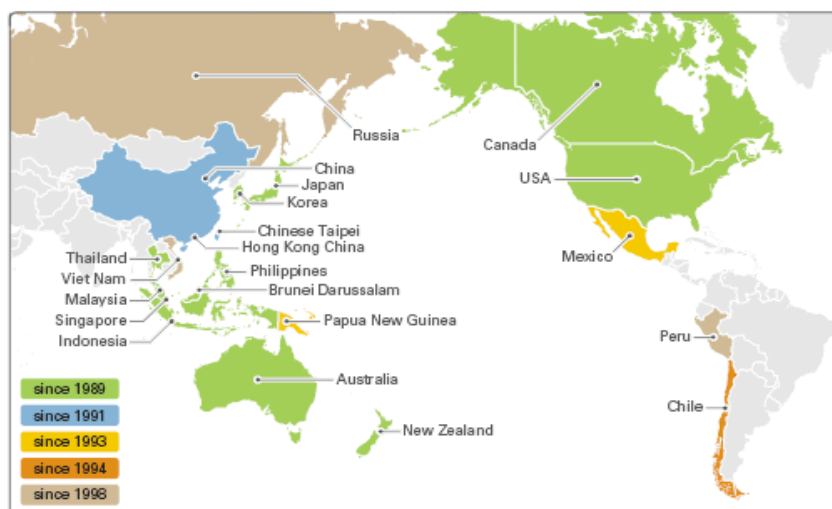 Russia
Canada
China
USA
Japan
Korea
Chinese Taipei
Hong Kong China
Mexico
Thailand
Philippines
Viet Nam
Brunei Darussalam
Malaysia
Singapore
Papua New Guinea
Indonesia
Peru
Australia
Chile
New Zealand
since 1989
since 1991
since 1993
since 1994
since 1998